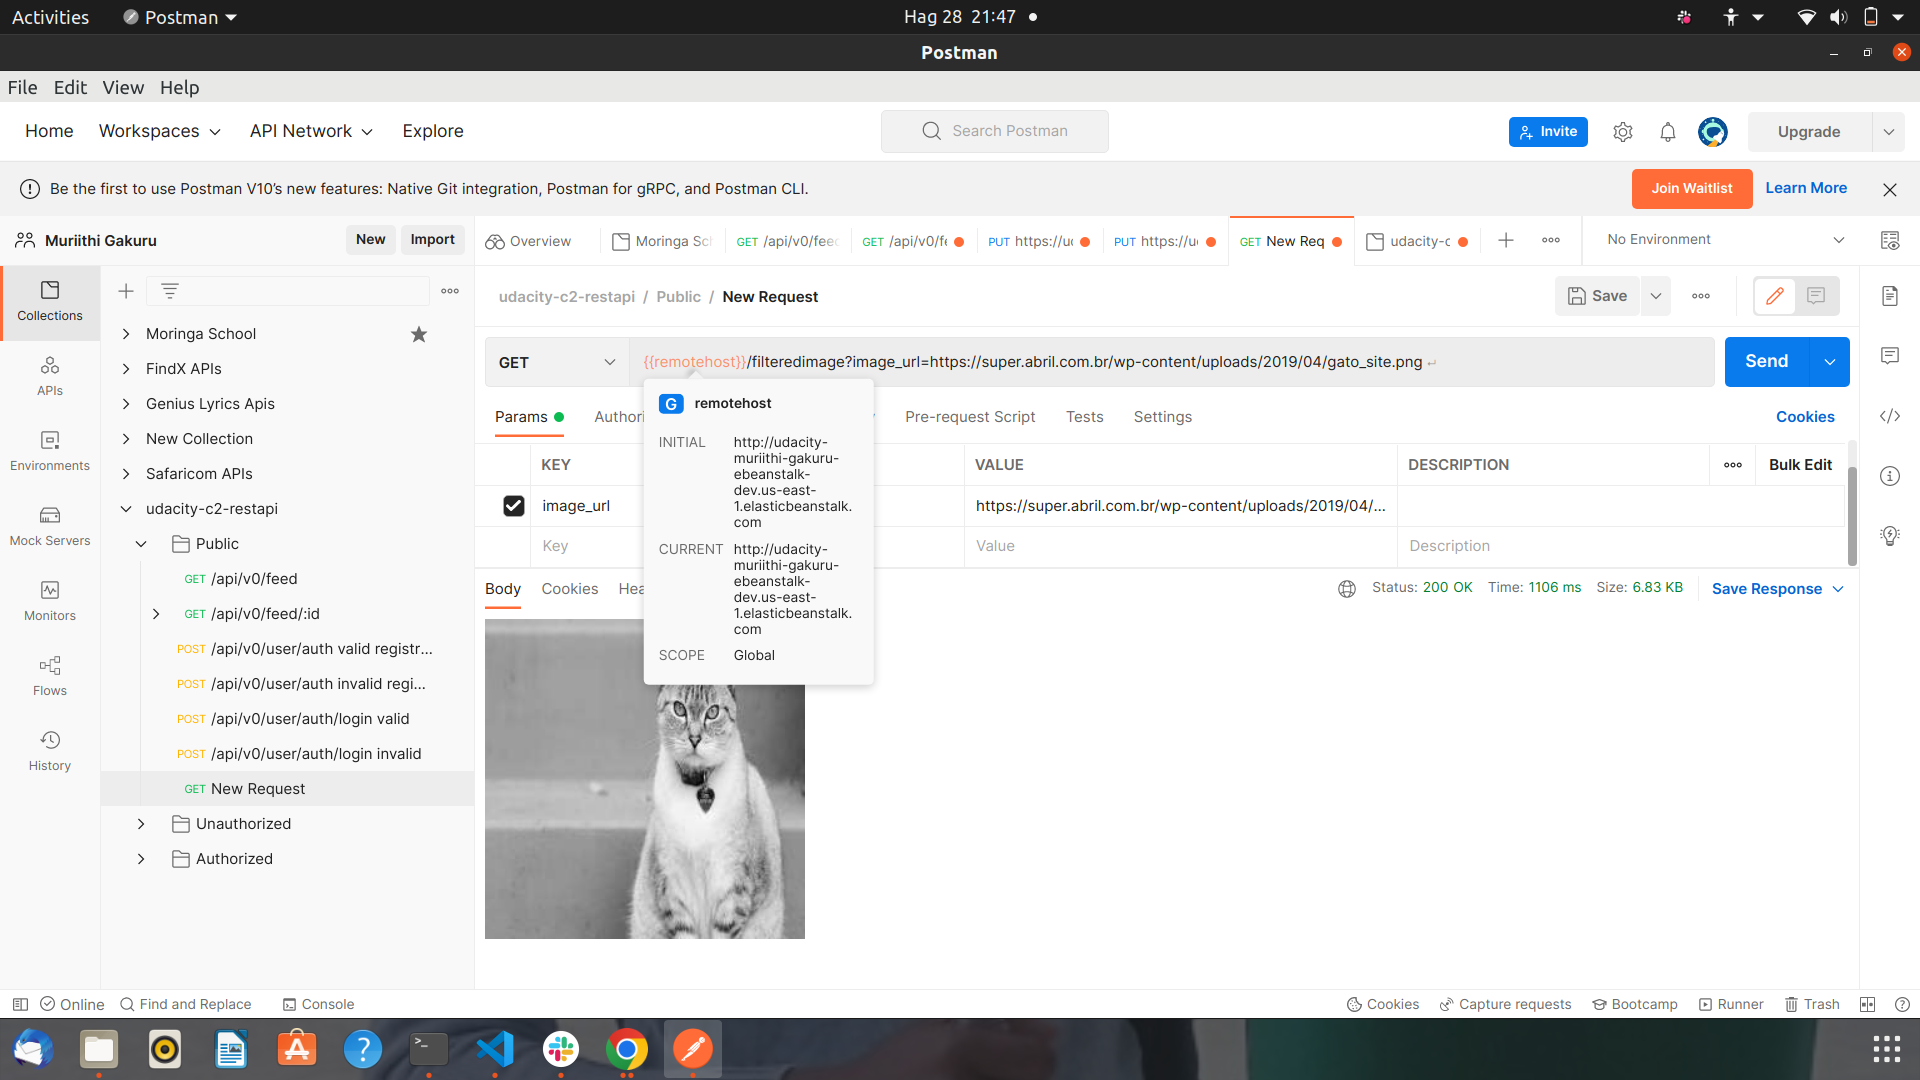 Activities
Postman
Hag 28 21:47
Postman
File Edit View Help
Home Workspaces API Network Explore
Search Postman
Invite
Upgrade
Be the first to use Postman V10's new features: Native Git integration, Postman for gRPC, and Postman CLI.
Join Waitlist Learn More
Muriithi Gakuru
New Import
Overview
Moringa Sch
GET /api/v0/feed
GET /api/v0/fe
PUT https://uc
PUT https://uc
GET New Req
udacity-c
No Environment
udacity-c2-restapi / Public / New Request
Save
GET
{{remotehost}}/filteredimage?image_url=https://super.abril.com.br/wp-content/uploads/2019/04/gato_site.png
Send
Params Authori
Pre-request Script Tests Settings
Cookies
KEY VALUE DESCRIPTION
Bulk Edit
image_url https://super.abril.com.br/wp-content/uploads/2019/04/...
Key Value Description
G remotehost
INITIAL http://udacity-
muriithi-gakuru-
ebeanstalk-
dev.us-east-
1.elasticbeanstalk.
com
CURRENT http://udacity-
muriithi-gakuru-
ebeanstalk-
dev.us-east-
1.elasticbeanstalk.
com
SCOPE Global
Body Cookies Hea
Status: 200 OK Time: 1106 ms Size: 6.83 KB Save Response
Collections
APIs
Environments
Mock Servers
Monitors
Flows
History
Moringa School
FindX APIs
Genius Lyrics Apis
New Collection
Safaricom APIs
udacity-c2-restapi
Public
GET /api/v0/feed
GET /api/v0/feed/:id
POST /api/v0/user/auth valid registr...
POST /api/v0/user/auth invalid regi...
POST /api/v0/user/auth/login valid
POST /api/v0/user/auth/login invalid
GET New Request
Unauthorized
Authorized
Online Find and Replace Console
Cookies Capture requests Bootcamp Runner Trash